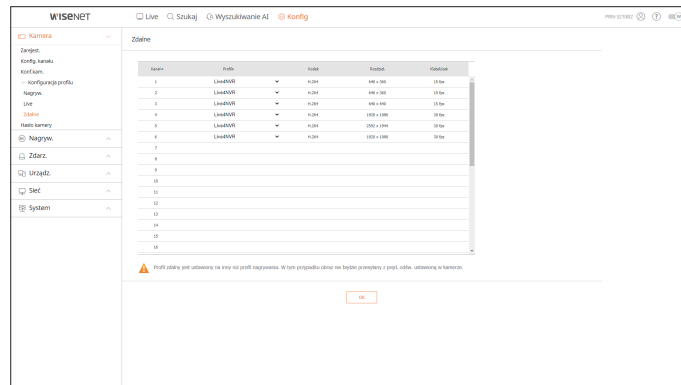 WISENET
Live Szukaj Wyszukiwanie AI Konfig
PRN-3205B2
Kamera
Zdalne
Zarejest.
Konfig. kanału
Konf.kam.
Konfiguracja profilu
Nagryw.
Live
Zdalne
Hasło kamery
Nagryw.
Zdarz.
Urządz.
Sieć
System
Kanał Profile Kodek Rozdziel. Klatek/sek
1 Live4NVR H.264 640 x 360 15 fps
2 Live4NVR H.264 640 x 360 15 fps
3 Live4NVR H.264 640 x 640 15 fps
4 Live4NVR H.264 1920 x 1080 30 fps
5 Live4NVR H.264 2592 x 1944 30 fps
6 Live4NVR H.264 1920 x 1080 30 fps
7
8
9
10
11
12
13
14
15
16
Profil zdalny jest ustawiony na inny niż profil nagrywania. W tym przypadku obraz nie będzie przesyłany z pręd. odśw. ustawioną w kamerze.
OK